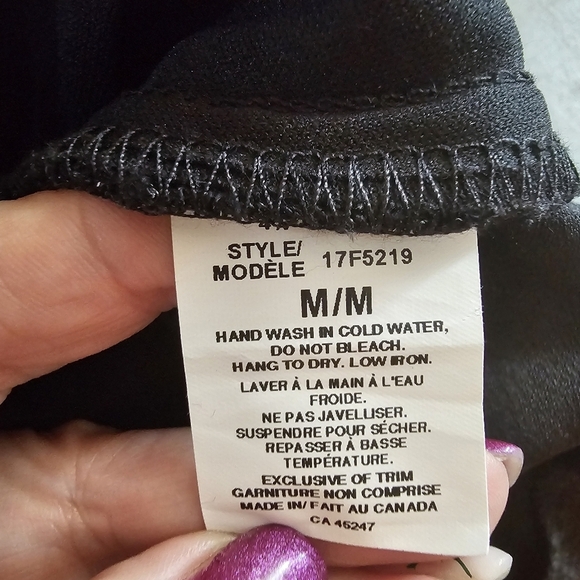 STYLE/
MODÈLE 17F5219
M/M
HAND WASH IN COLD WATER,
DO NOT BLEACH.
HANG TO DRY. LOW IRON.
LAVER À LA MAIN À L'EAU
FROIDE.
NE PAS JAVELLISER.
SUSPENDRE POUR SÉCHER.
REPASSER À BASSE
TEMPÉRATURE.
EXCLUSIVE OF TRIM
GARNITURE NON COMPRISE
MADE IN/ FAIT AU CANADA
CA 46247